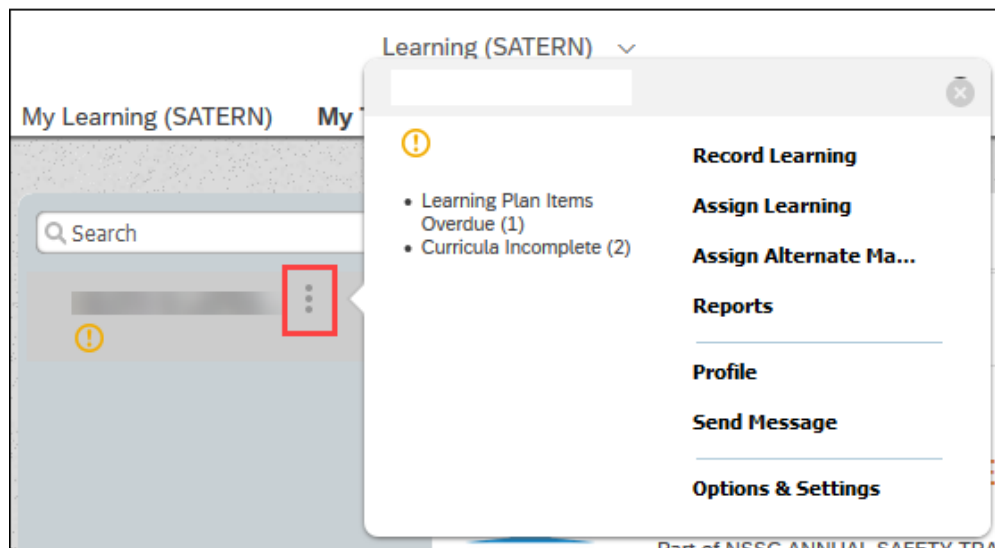 Learning (SATERN)
My Learning (SATERN) My
Search
Learning Plan Items
Overdue (1)
Curricula Incomplete (2)
Record Learning
Assign Learning
Assign Alternate Ma...
Reports
Profile
Send Message
Options & Settings
Part of NSSC ANNUAL SAFETY TRA